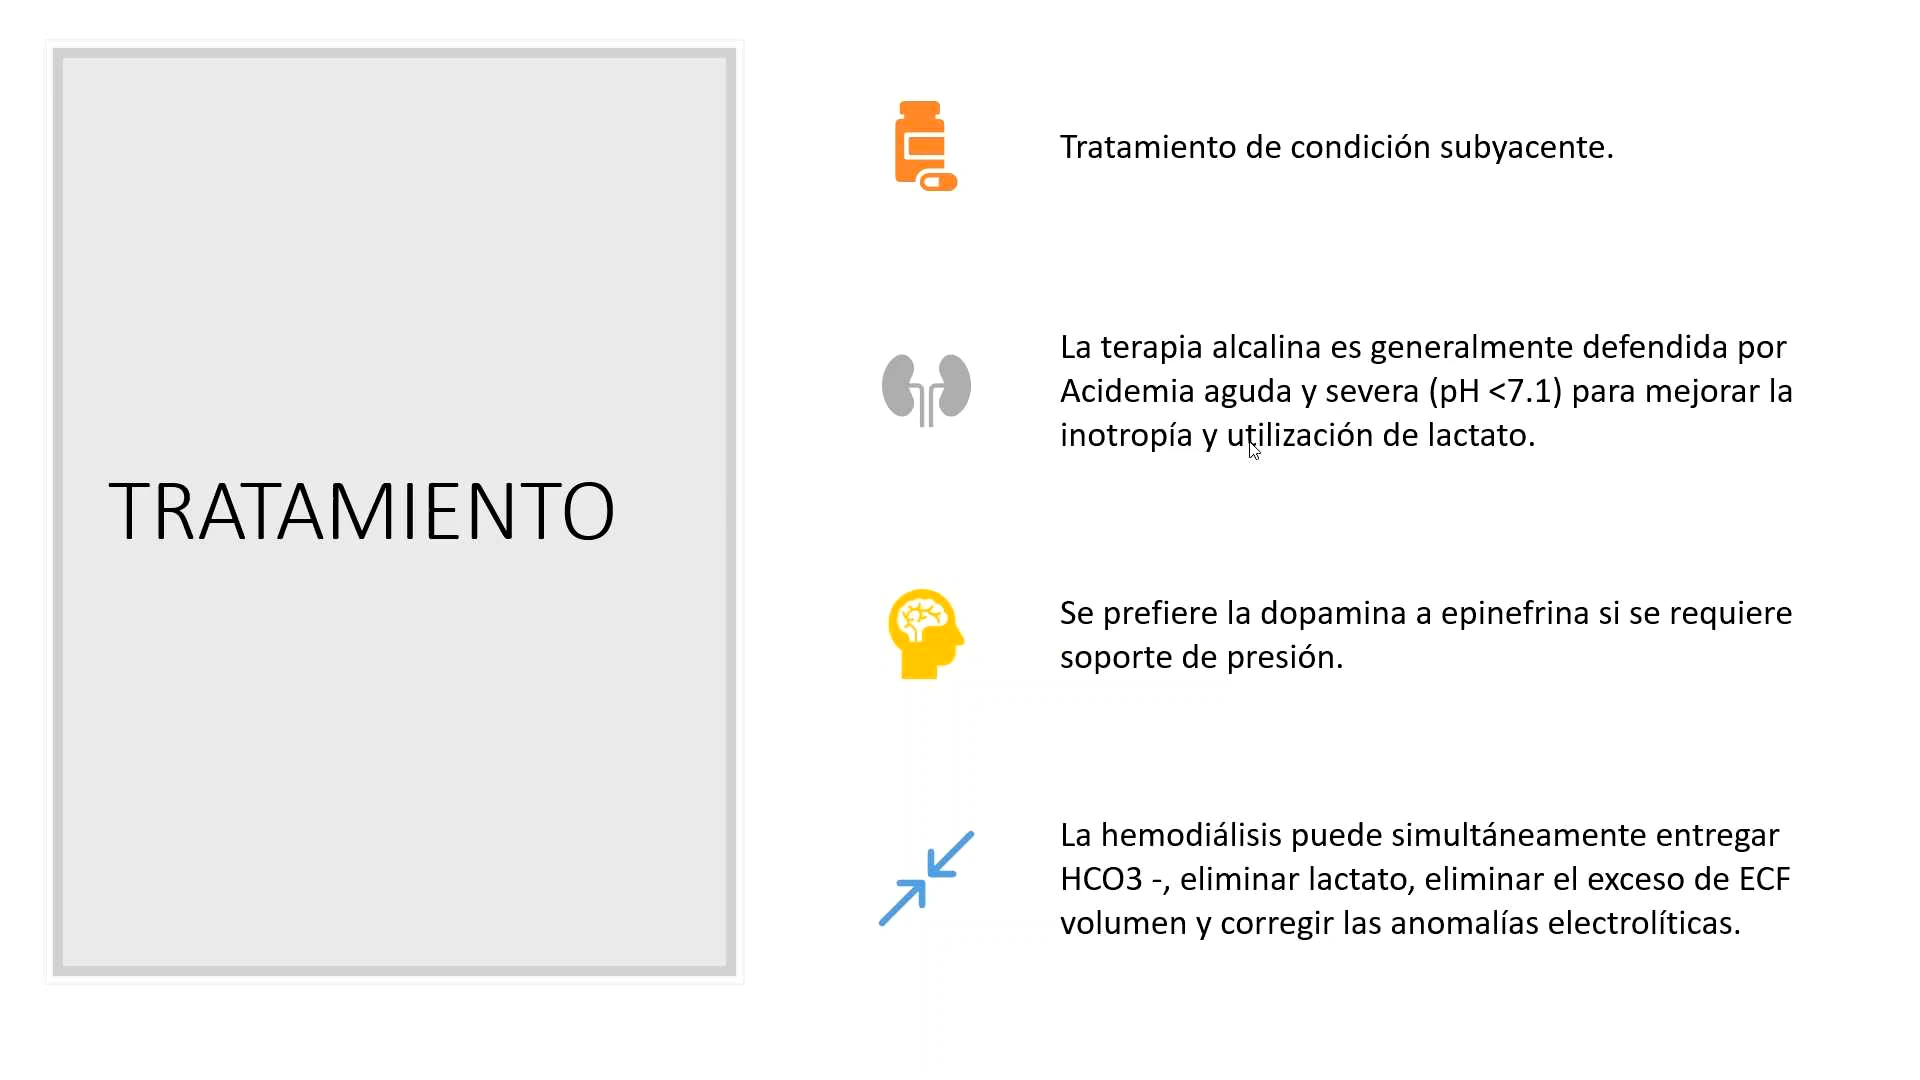 TRATAMIENTO
Tratamiento de condición subyacente.
La terapia alcalina es generalmente defendida por
Acidemia aguda y severa (pH <7.1) para mejorar la
inotropía y utilización de lactato.
Se prefiere la dopamina a epinefrina si se requiere
soporte de presión.
La hemodiálisis puede simultáneamente entregar
HCO3 -, eliminar lactato, eliminar el exceso de ECF
volumen y corregir las anomalías electrolíticas.